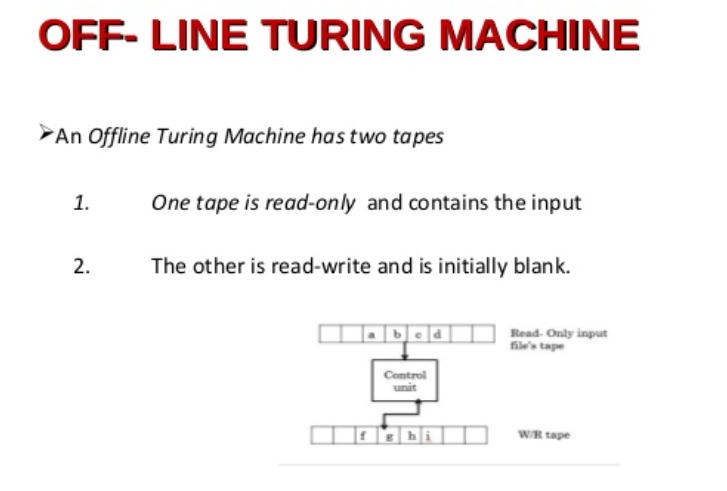 OFF- LINE TURING MACHINE
➢An Offline Turing Machine has two tapes
1. One tape is read-only and contains the input
2. The other is read-write and is initially blank.
a b c d
Read- Only input
file's tape
Control
unit
f g h i
W/R tape